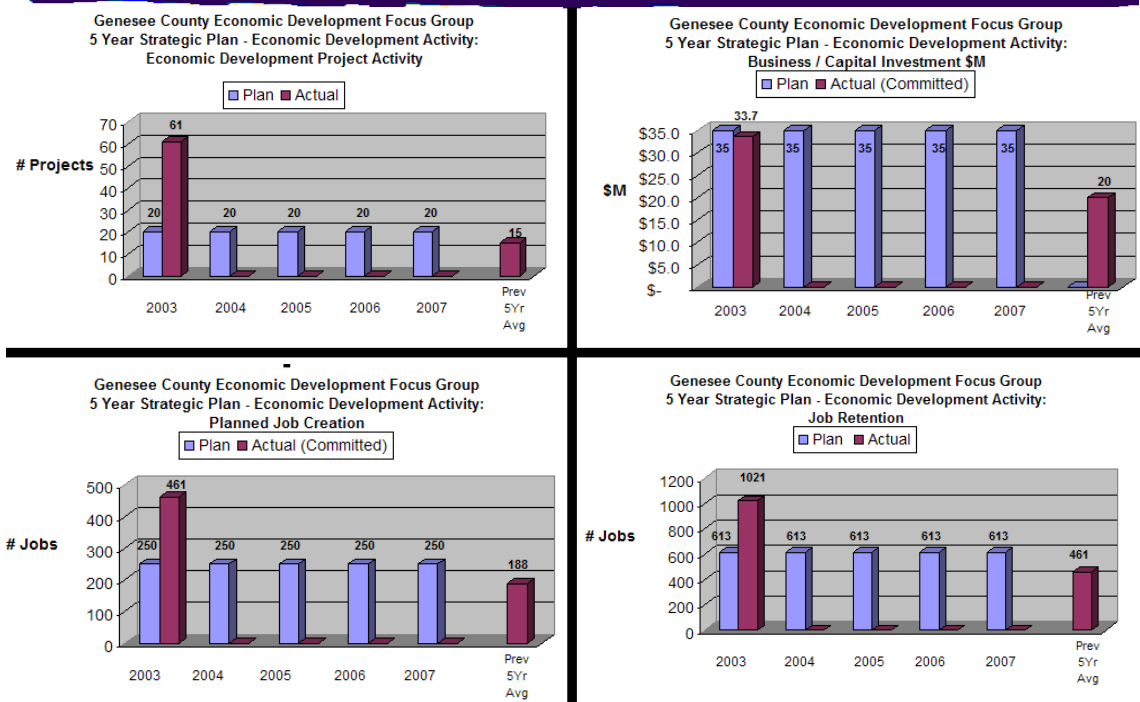 Genesee County Economic Development Focus Group
5 Year Strategic Plan - Economic Development Activity:
Economic Development Project Activity
Plan Actual
70
60
50
40
30
20
10
0
# Projects
61
20 20 20 20 20
15
2003 2004 2005 2006 2007
Prev
5Yr
Avg
Genesee County Economic Development Focus Group
5 Year Strategic Plan - Economic Development Activity:
Business / Capital Investment $M
Plan Actual (Committed)
$35.0
$30.0
$25.0
$20.0
$15.0
$10.0
$5.0
$-
$M
33.7
35 35 35 35 35
20
2003 2004 2005 2006 2007
Prev
5Yr
Avg
-
Genesee County Economic Development Focus Group
5 Year Strategic Plan - Economic Development Activity:
Planned Job Creation
Plan Actual (Committed)
500
400
300
200
100
0
# Jobs
461
250 250 250 250 250
188
2003 2004 2005 2006 2007
Prev
5Yr
Avg
Genesee County Economic Development Focus Group
5 Year Strategic Plan - Economic Development Activity:
Job Retention
Plan Actual
1200
1000
800
600
400
200
0
# Jobs
1021
613 613 613 613 613
461
2003 2004 2005 2006 2007
Prev
5Yr
Avg